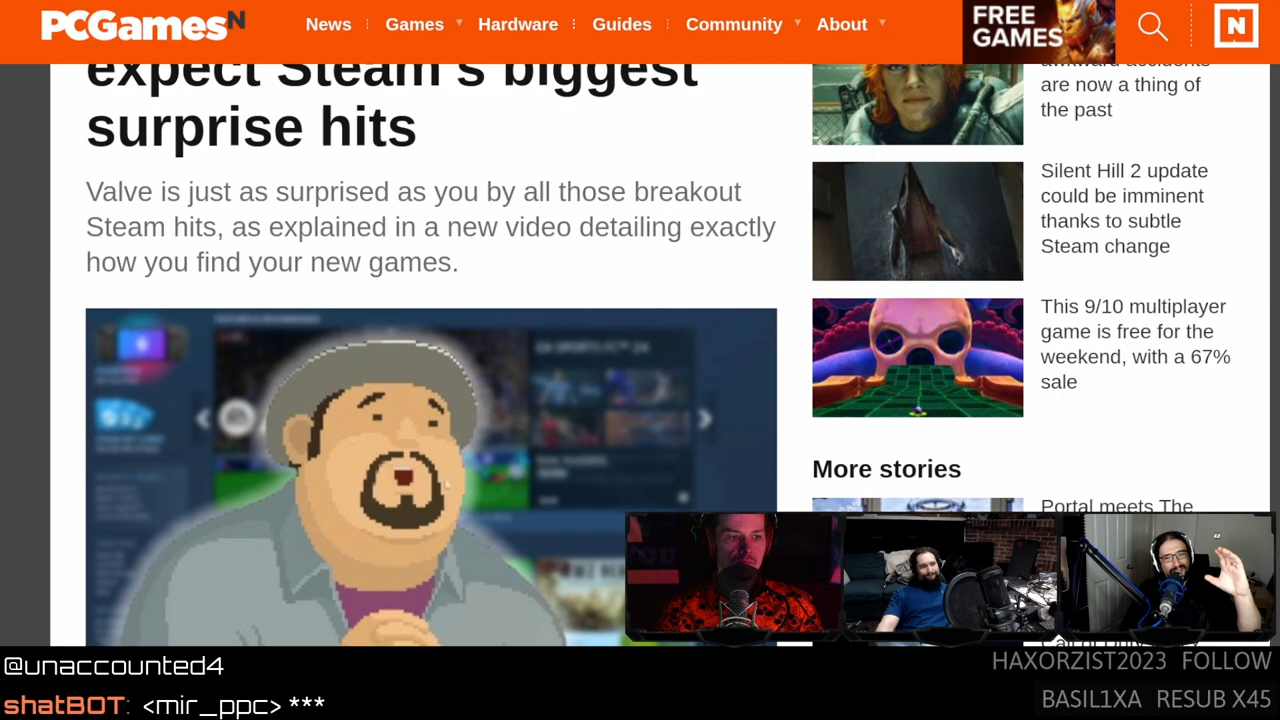 PCGamesN
News
Games
Hardware
Guides
Community
About
FREE
GAMES
N
expect Steam's biggest
surprise hits
Valve is just as surprised as you by all those breakout
Steam hits, as explained in a new video detailing exactly
how you find your new games.
awkward accidents
are now a thing of
the past
Silent Hill 2 update
could be imminent
thanks to subtle
Steam change
This 9/10 multiplayer
game is free for the
weekend, with a 67%
sale
More stories
Portal meets The
@unaccounted4
shatBOT: <mir_ppc> ***
HAXORZIST2023 FOLLOW
BASIL1XA RESUB X45